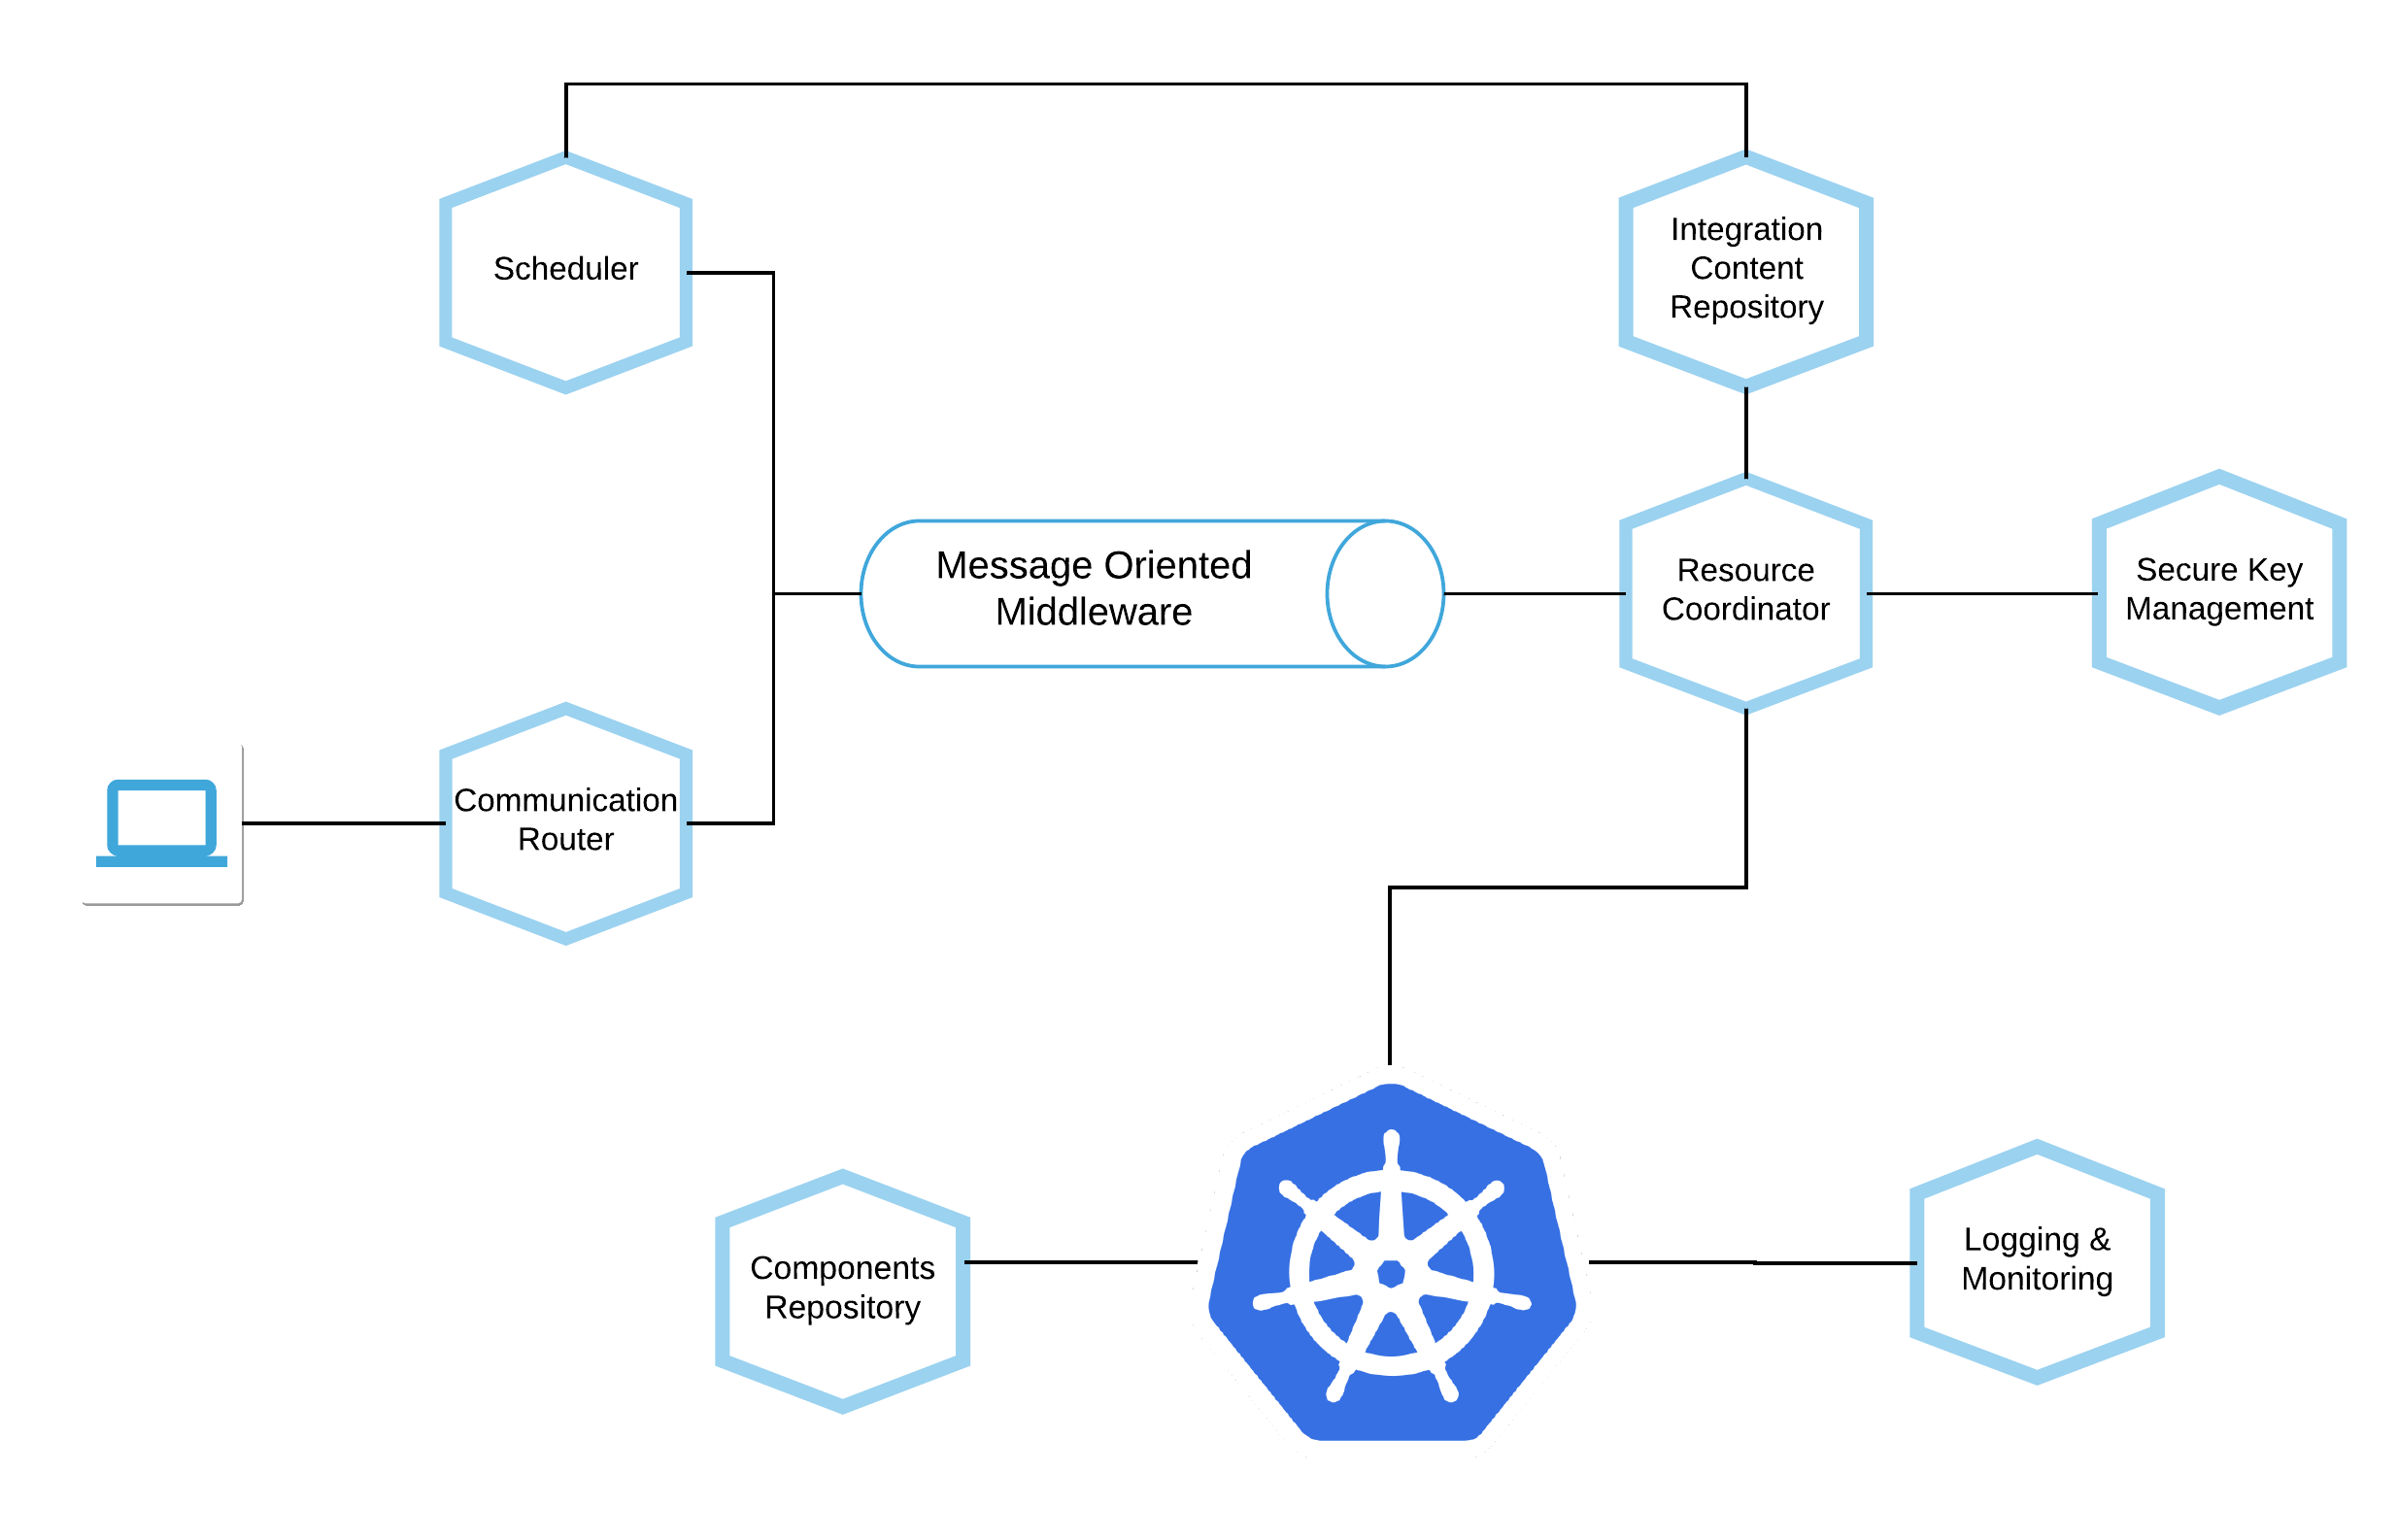 Scheduler
Integration
Content
Repository
Message Oriented
Middleware
Resource
Coordinator
Secure Key
Management
Communication
Router
Components
Repository
Logging &
Monitoring